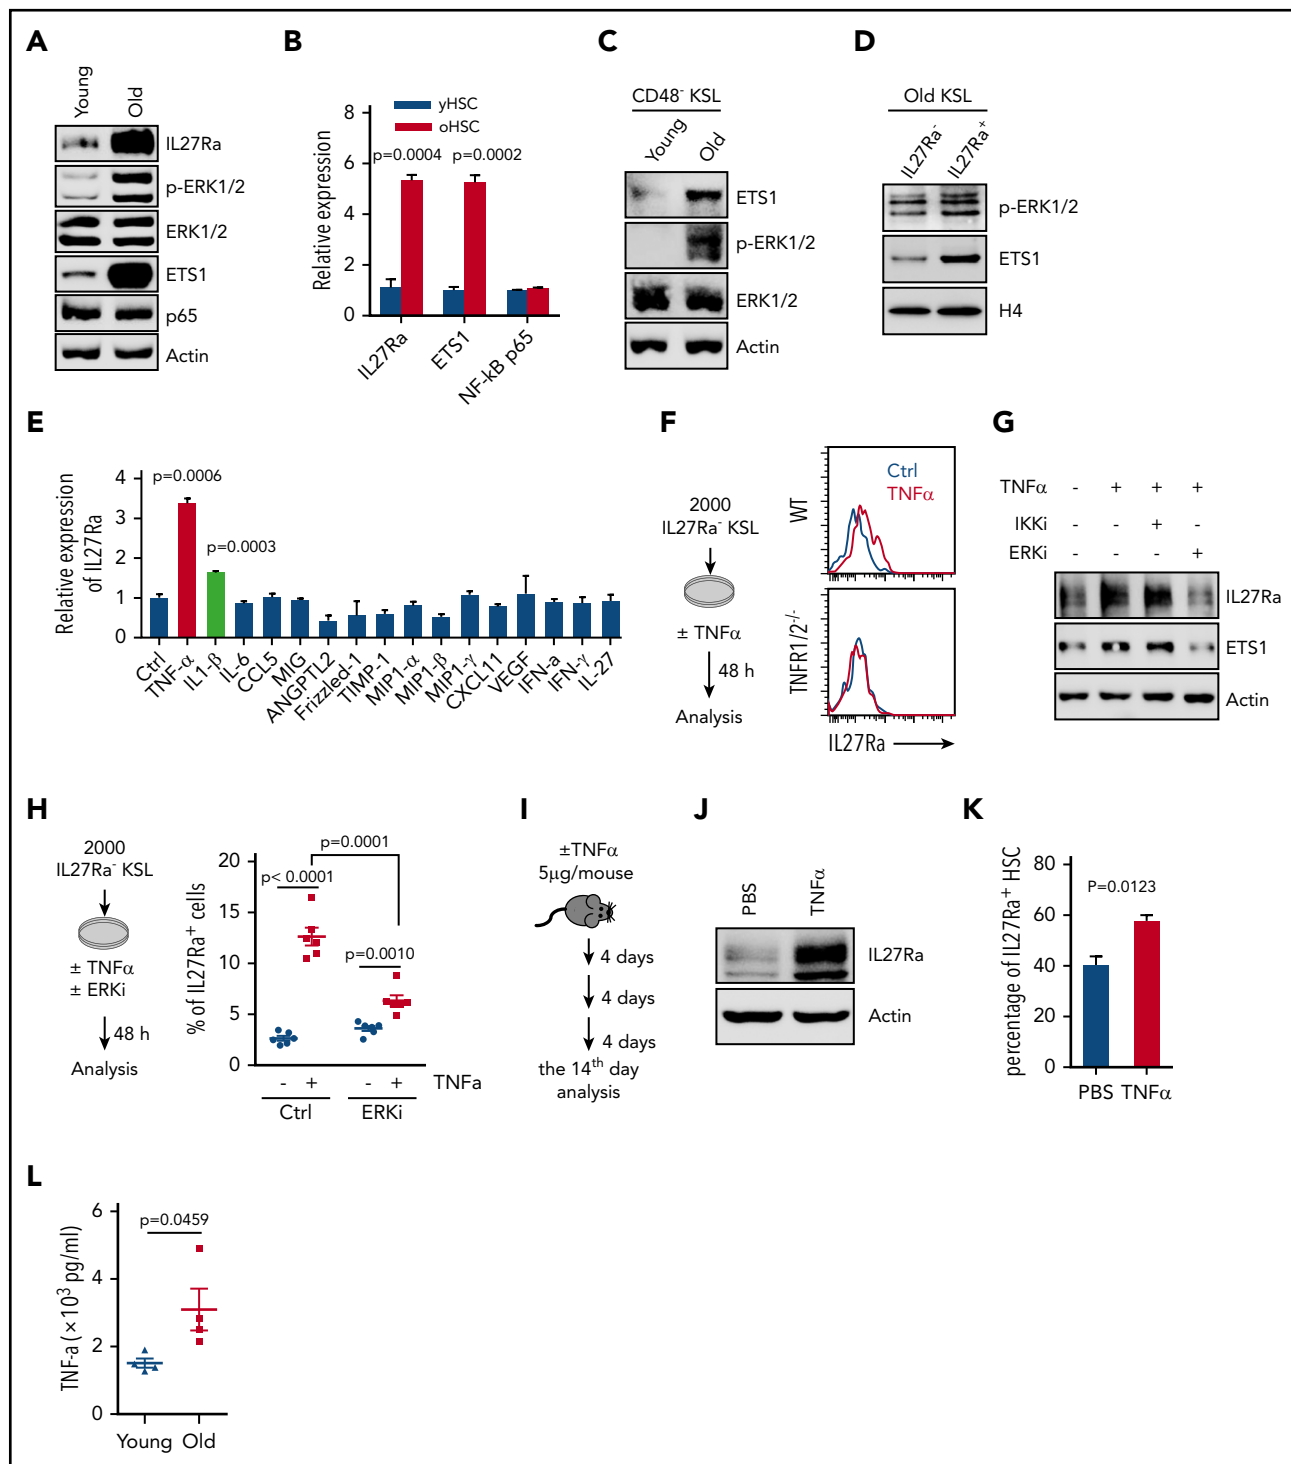 A
Young
Old
IL27Ra
p-ERK1/2
ERK1/2
ETS1
p65
Actin
B
yHSC
oHSC
p=0.0004
p=0.0002
Relative expression
8
6
4
2
0
IL27Ra
ETS1
NF-kB p65
C
CD48⁻ KSL
Young
Old
ETS1
p-ERK1/2
ERK1/2
Actin
D
Old KSL
IL27Ra⁻
IL27Ra⁺
p-ERK1/2
ETS1
H4
E
Relative expression
of IL27Ra
p=0.0006
p=0.0003
4
3
2
1
0
Ctrl
TNF-α
IL1-β
IL-6
CCL5
MIG
ANGPTL2
Frizzled-1
TIMP-1
MIP1-α
MIP1-β
MIP1-γ
CXCL11
VEGF
IFN-a
IFN-γ
IL-27
F
2000
IL27Ra⁻ KSL
± TNFα
48 h
Analysis
WT
Ctrl
TNFα
TNFR1/2⁻/⁻
IL27Ra
G
TNFα - + + +
IKKi - - + -
ERKi - - - +
IL27Ra
ETS1
Actin
H
2000
IL27Ra⁻ KSL
± TNFα
± ERKi
48 h
Analysis
% of IL27Ra⁺ cells
p=0.0001
p< 0.0001
p=0.0010
20
15
10
5
0
- + - + TNFa
Ctrl ERKi
I
±TNFα
5μg/mouse
4 days
4 days
4 days
the 14ᵗʰ day
analysis
J
PBS
TNFα
IL27Ra
Actin
K
percentage of IL27Ra⁺ HSC
P=0.0123
80
60
40
20
0
PBS TNFα
L
TNF-a (×10³ pg/ml)
p=0.0459
6
4
2
0
Young Old